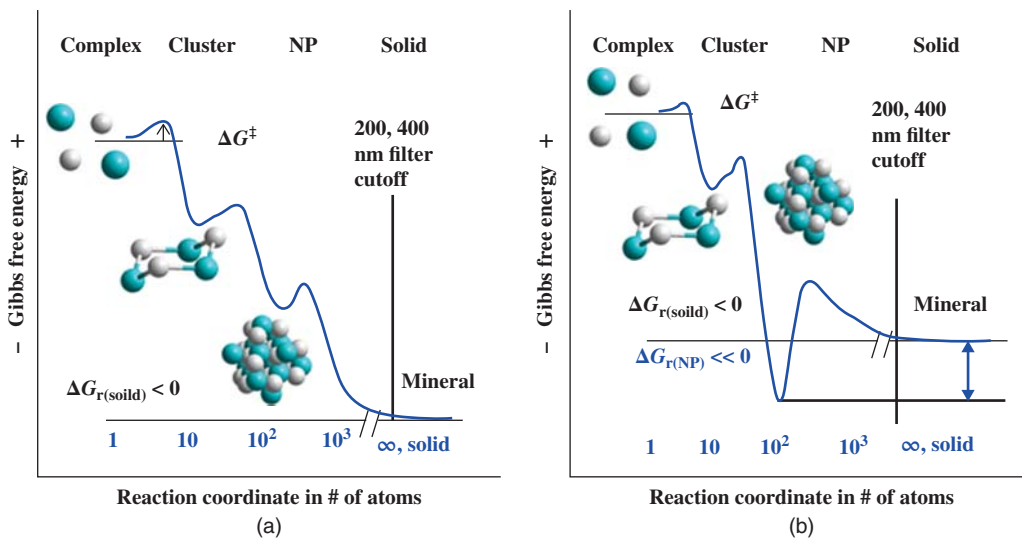 Complex Cluster NP Solid
ΔG‡
200, 400
nm filter
cutoff
− Gibbs free energy +
Mineral
ΔGr(soild) < 0
1 10 10² 10³ ∞, solid
Reaction coordinate in # of atoms
(a)
Complex Cluster NP Solid
ΔG‡
200, 400
nm filter
cutoff
− Gibbs free energy +
Mineral
ΔGr(soild) < 0
ΔGr(NP) << 0
1 10 10² 10³ ∞, solid
Reaction coordinate in # of atoms
(b)